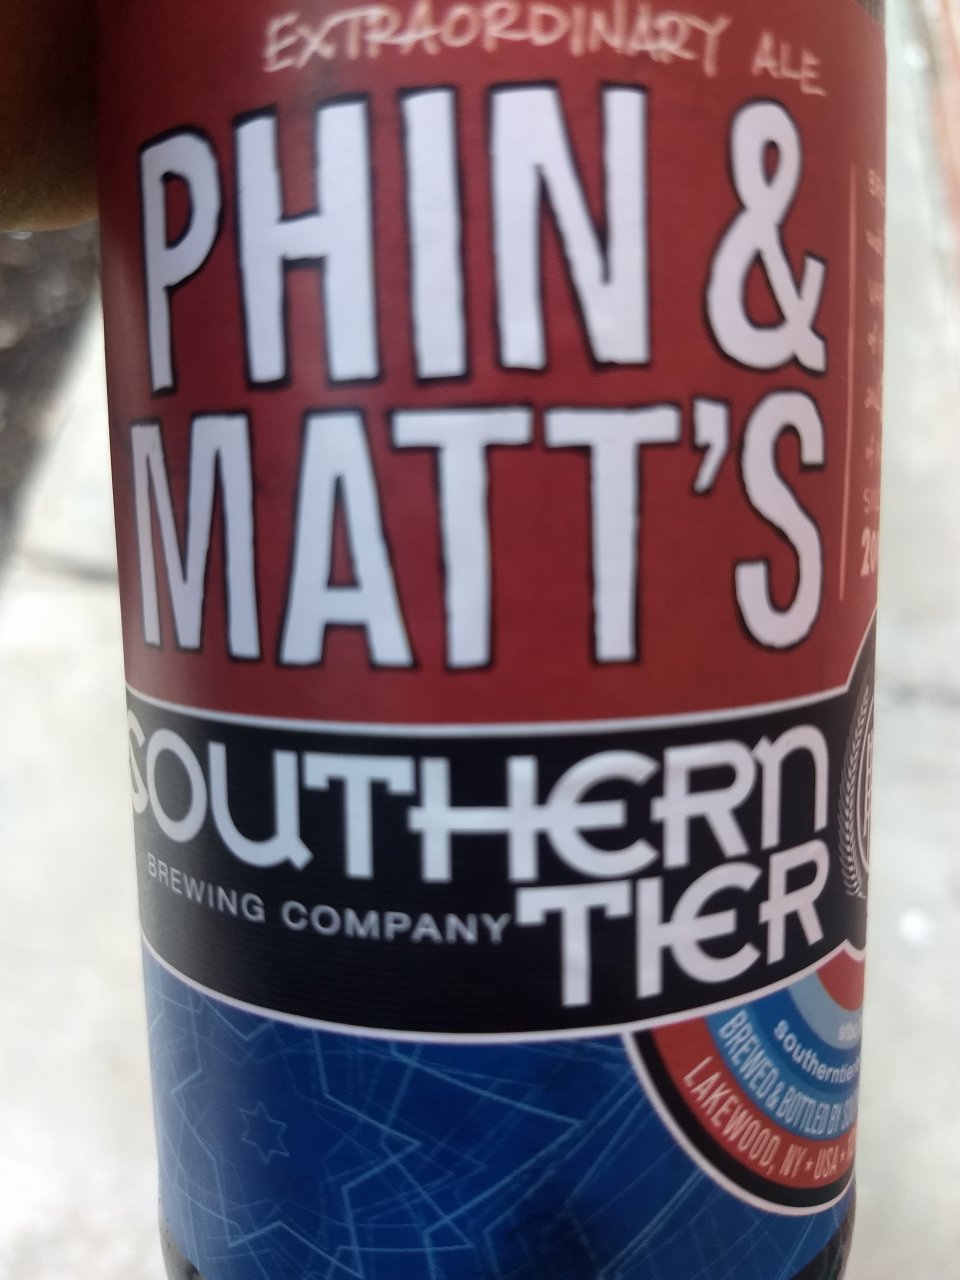 EXTRAORDINARY ALE
PHIN &
MATT'S
SOUTHERN
TIER
BREWING COMPANY
BREWED & BOTTLED BY
LAKEWOOD, NY • USA •